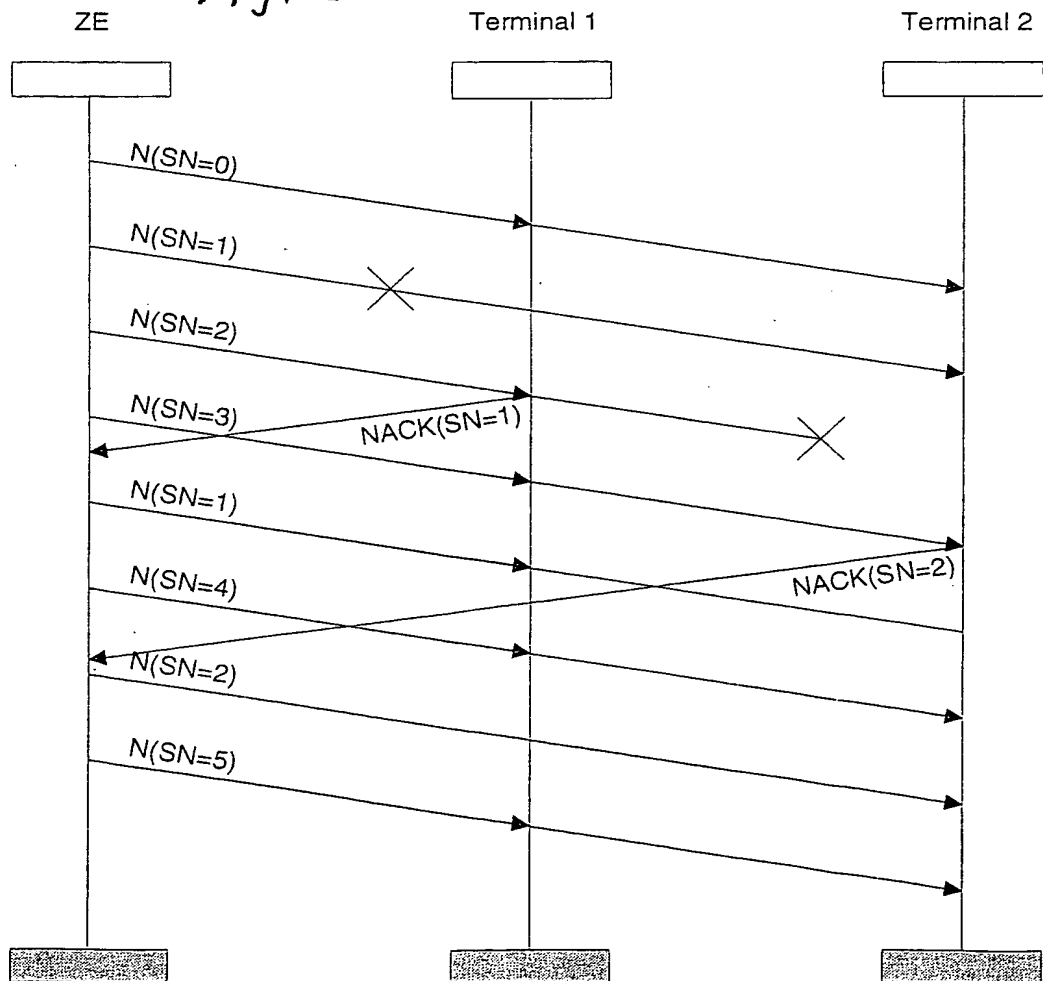 ZE Terminal 1 Terminal 2
N(SN=0)
N(SN=1)
N(SN=2)
N(SN=3)
NACK(SN=1)
N(SN=1)
N(SN=4)
NACK(SN=2)
N(SN=2)
N(SN=5)